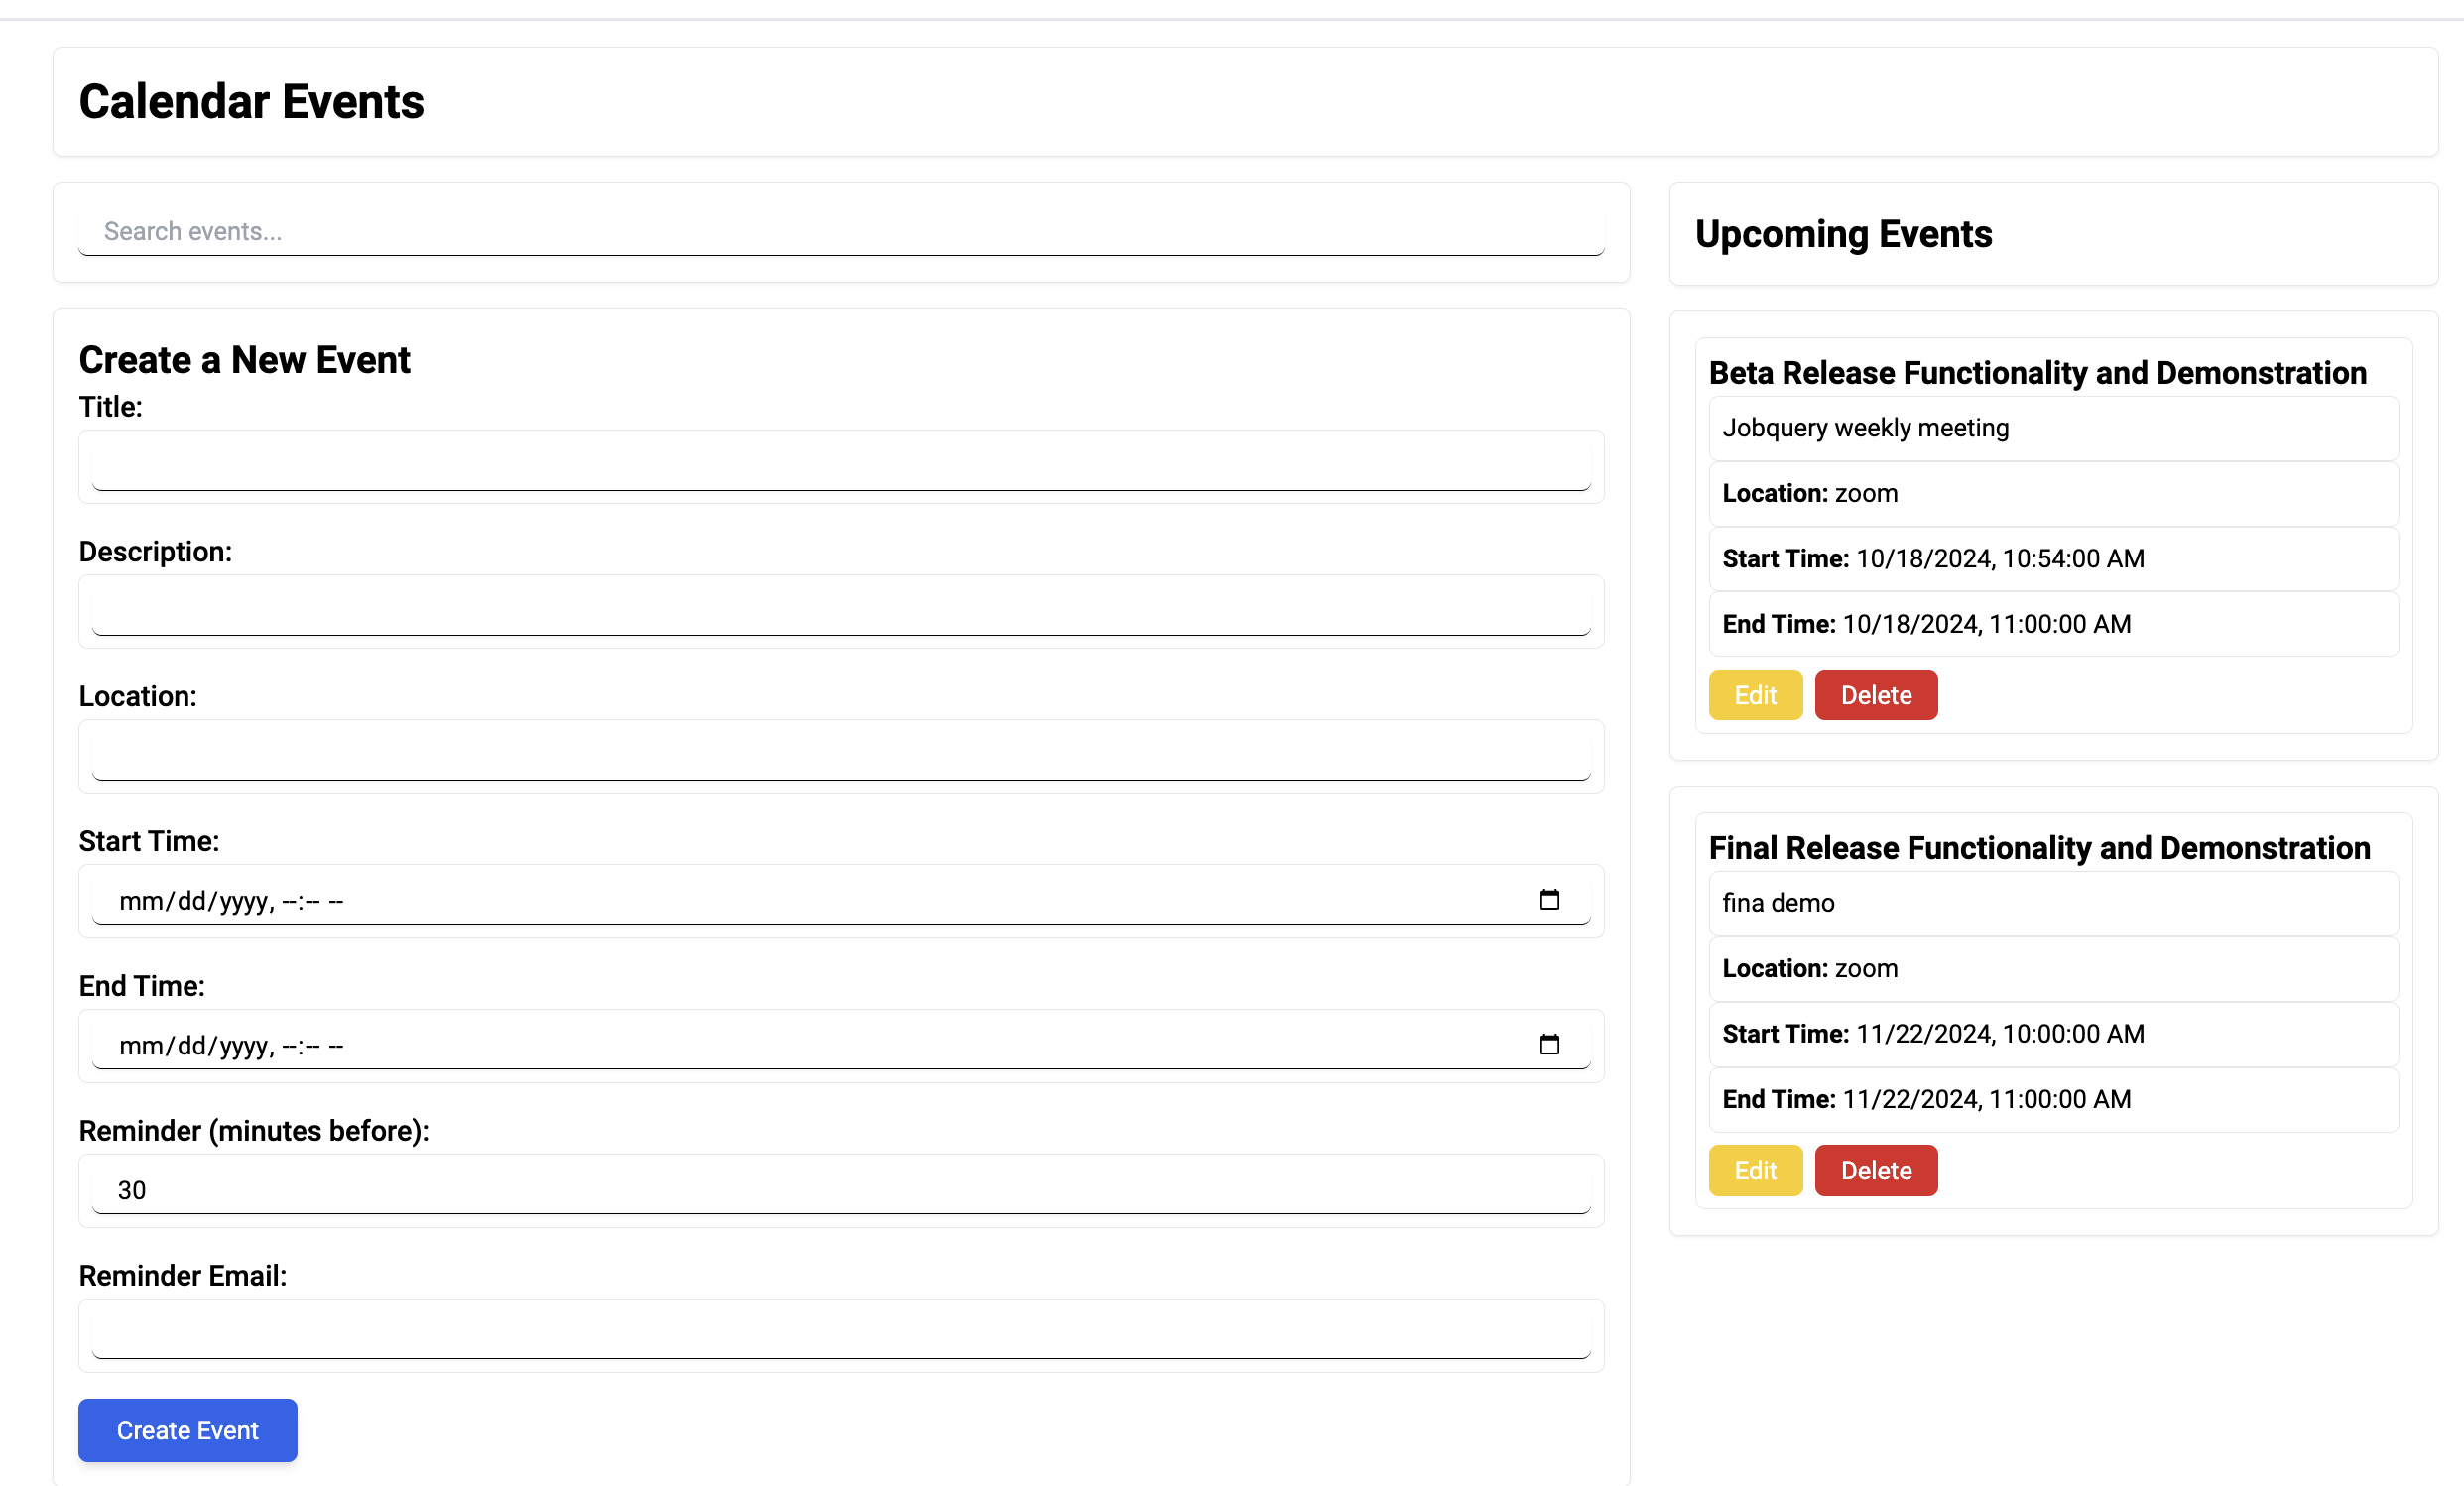 Calendar Events
Search events...
Create a New Event
Title:
Description:
Location:
Start Time:
mm/dd/yyyy, --:-- --
End Time:
mm/dd/yyyy, --:-- --
Reminder (minutes before):
30
Reminder Email:
Create Event
Upcoming Events
Beta Release Functionality and Demonstration
Jobquery weekly meeting
Location: zoom
Start Time: 10/18/2024, 10:54:00 AM
End Time: 10/18/2024, 11:00:00 AM
Edit Delete
Final Release Functionality and Demonstration
fina demo
Location: zoom
Start Time: 11/22/2024, 10:00:00 AM
End Time: 11/22/2024, 11:00:00 AM
Edit Delete